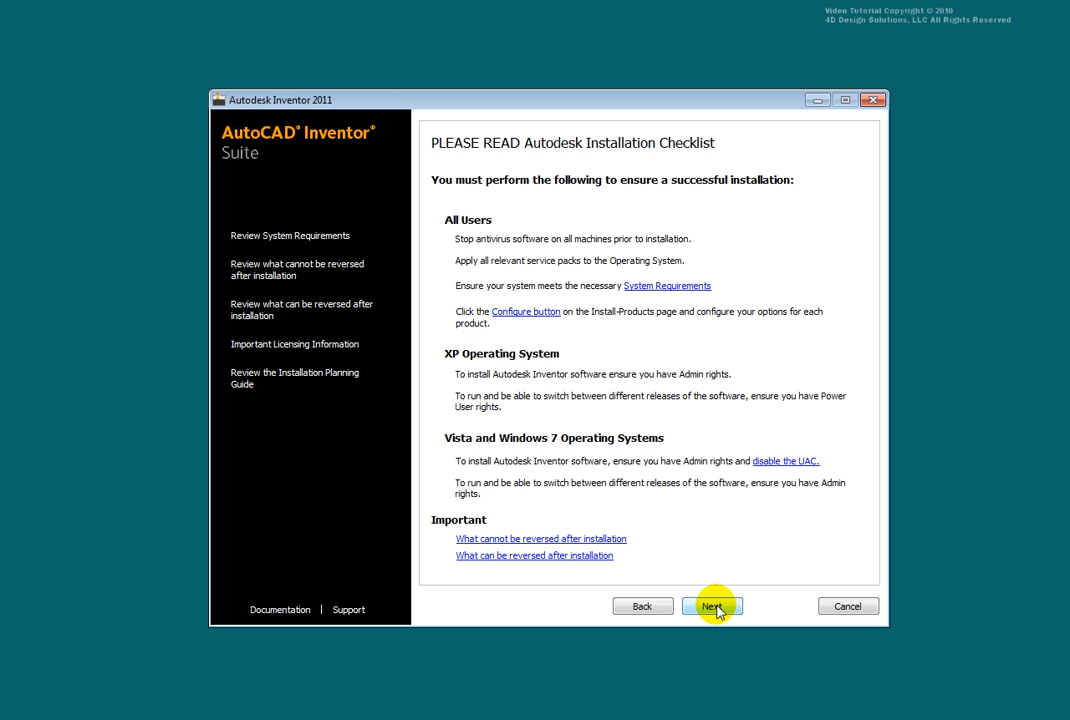 Video Tutorial Copyright © 2010
4D Design Solutions, LLC All Rights Reserved
Autodesk Inventor 2011
AutoCAD® Inventor®
Suite
Review System Requirements
Review what cannot be reversed
after installation
Review what can be reversed after
installation
Important Licensing Information
Review the Installation Planning
Guide
Documentation | Support
PLEASE READ Autodesk Installation Checklist
You must perform the following to ensure a successful installation:
All Users
Stop antivirus software on all machines prior to installation.
Apply all relevant service packs to the Operating System.
Ensure your system meets the necessary System Requirements
Click the Configure button on the Install-Products page and configure your options for each
product.
XP Operating System
To install Autodesk Inventor software ensure you have Admin rights.
To run and be able to switch between different releases of the software, ensure you have Power
User rights.
Vista and Windows 7 Operating Systems
To install Autodesk Inventor software, ensure you have Admin rights and disable the UAC.
To run and be able to switch between different releases of the software, ensure you have Admin
rights.
Important
What cannot be reversed after installation
What can be reversed after installation
Back Next Cancel